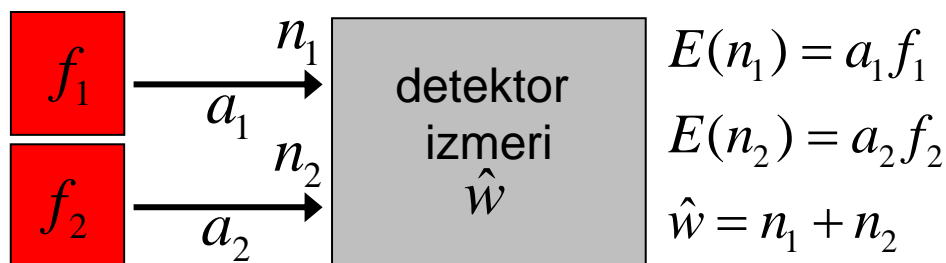 f₁
n₁
a₁
f₂
n₂
a₂
detektor
izmeri
ŵ
E(n₁) = a₁f₁
E(n₂) = a₂f₂
ŵ = n₁ + n₂